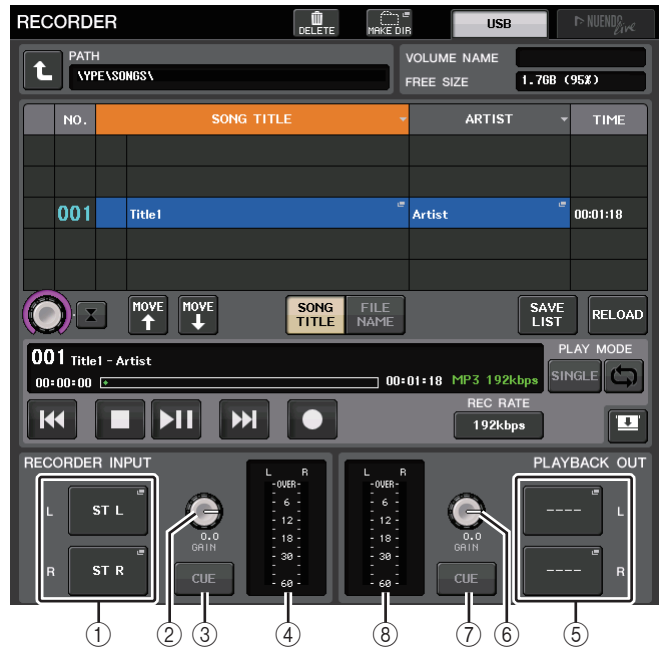 RECORDER
DELETE
MAKE DIR
USB
NUENDO live
PATH
\YPE\SONGS\
VOLUME NAME
FREE SIZE
1.7GB (95%)
NO.
SONG TITLE
ARTIST
TIME
001
Title1
Artist
00:01:18
MOVE
MOVE
SONG TITLE
FILE NAME
SAVE LIST
RELOAD
001 Title1 - Artist
00:00:00
00:01:18
MP3 192kbps
PLAY MODE
SINGLE
REC RATE
192kbps
RECORDER INPUT
PLAYBACK OUT
L
ST L
R
ST R
0.0
GAIN
CUE
L R
-OVER-
6
12
18
30
60
L R
-OVER-
6
12
18
30
60
0.0
GAIN
CUE
----
L
----
R
① ② ③ ④ ⑧ ⑦ ⑥ ⑤